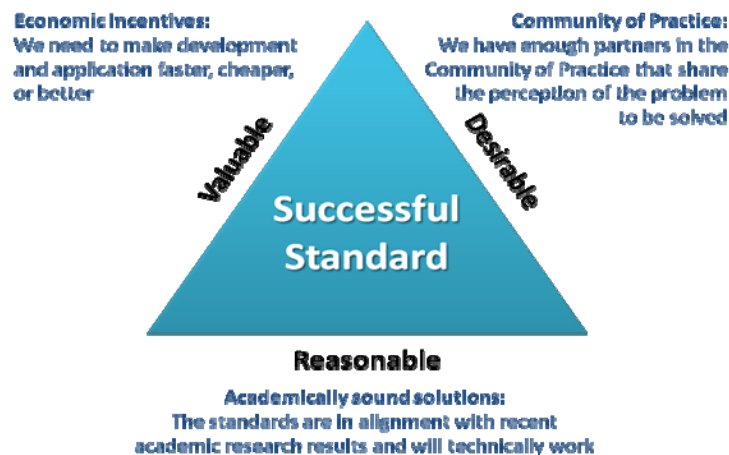 Economic Incentives:
We need to make development
and application faster, cheaper,
or better
Community of Practice:
We have enough partners in the
Community of Practice that share
the perception of the problem
to be solved
Valuable
Desirable
Successful
Standard
Reasonable
Academically sound solutions:
The standards are in alignment with recent
academic research results and will technically work